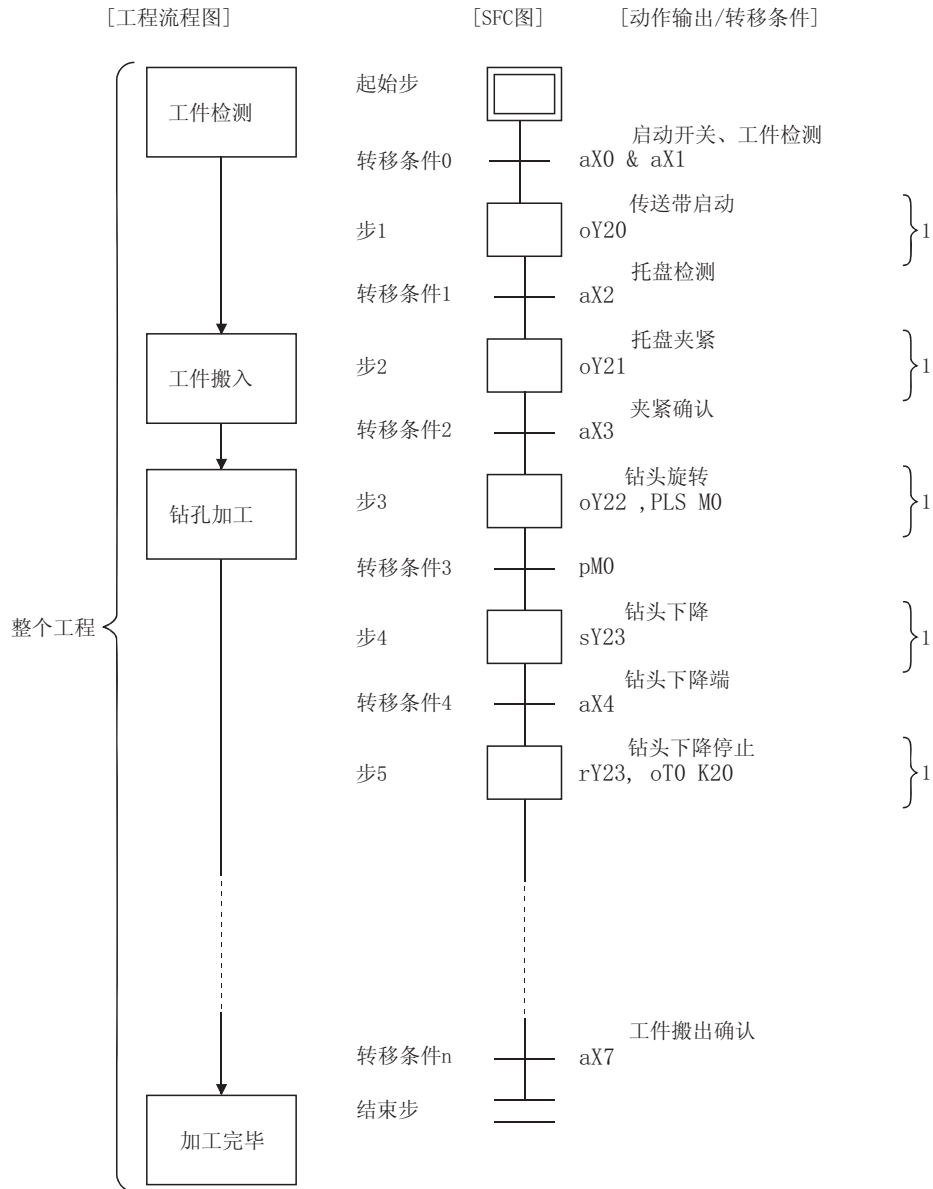 [工程流程图] [SFC图] [动作输出/转移条件]
工件检测 起始步
启动开关、工件检测
转移条件0 aX0 & aX1
传送带启动
步1 oY20 1
托盘检测
转移条件1 aX2
托盘夹紧
工件搬入 步2 oY21 1
夹紧确认
转移条件2 aX3
钻头旋转
钻孔加工 步3 oY22 ,PLS M0 1
转移条件3 pM0
钻头下降
整个工程 步4 sY23 1
钻头下降端
转移条件4 aX4
钻头下降停止
步5 rY23, oT0 K20 1
工件搬出确认
转移条件n aX7
结束步
加工完毕